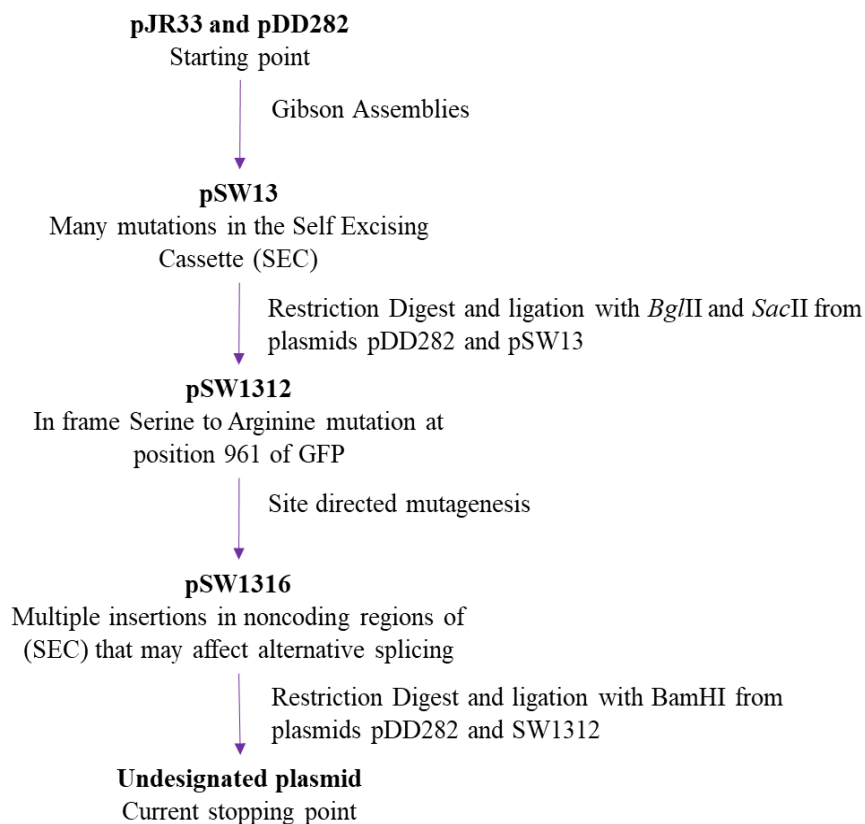 pJR33 and pDD282
Starting point
Gibson Assemblies
pSW13
Many mutations in the Self Excising
Cassette (SEC)
Restriction Digest and ligation with BglII and SacII from
plasmids pDD282 and pSW13
pSW1312
In frame Serine to Arginine mutation at
position 961 of GFP
Site directed mutagenesis
pSW1316
Multiple insertions in noncoding regions of
(SEC) that may affect alternative splicing
Restriction Digest and ligation with BamHI from
plasmids pDD282 and SW1312
Undesignated plasmid
Current stopping point